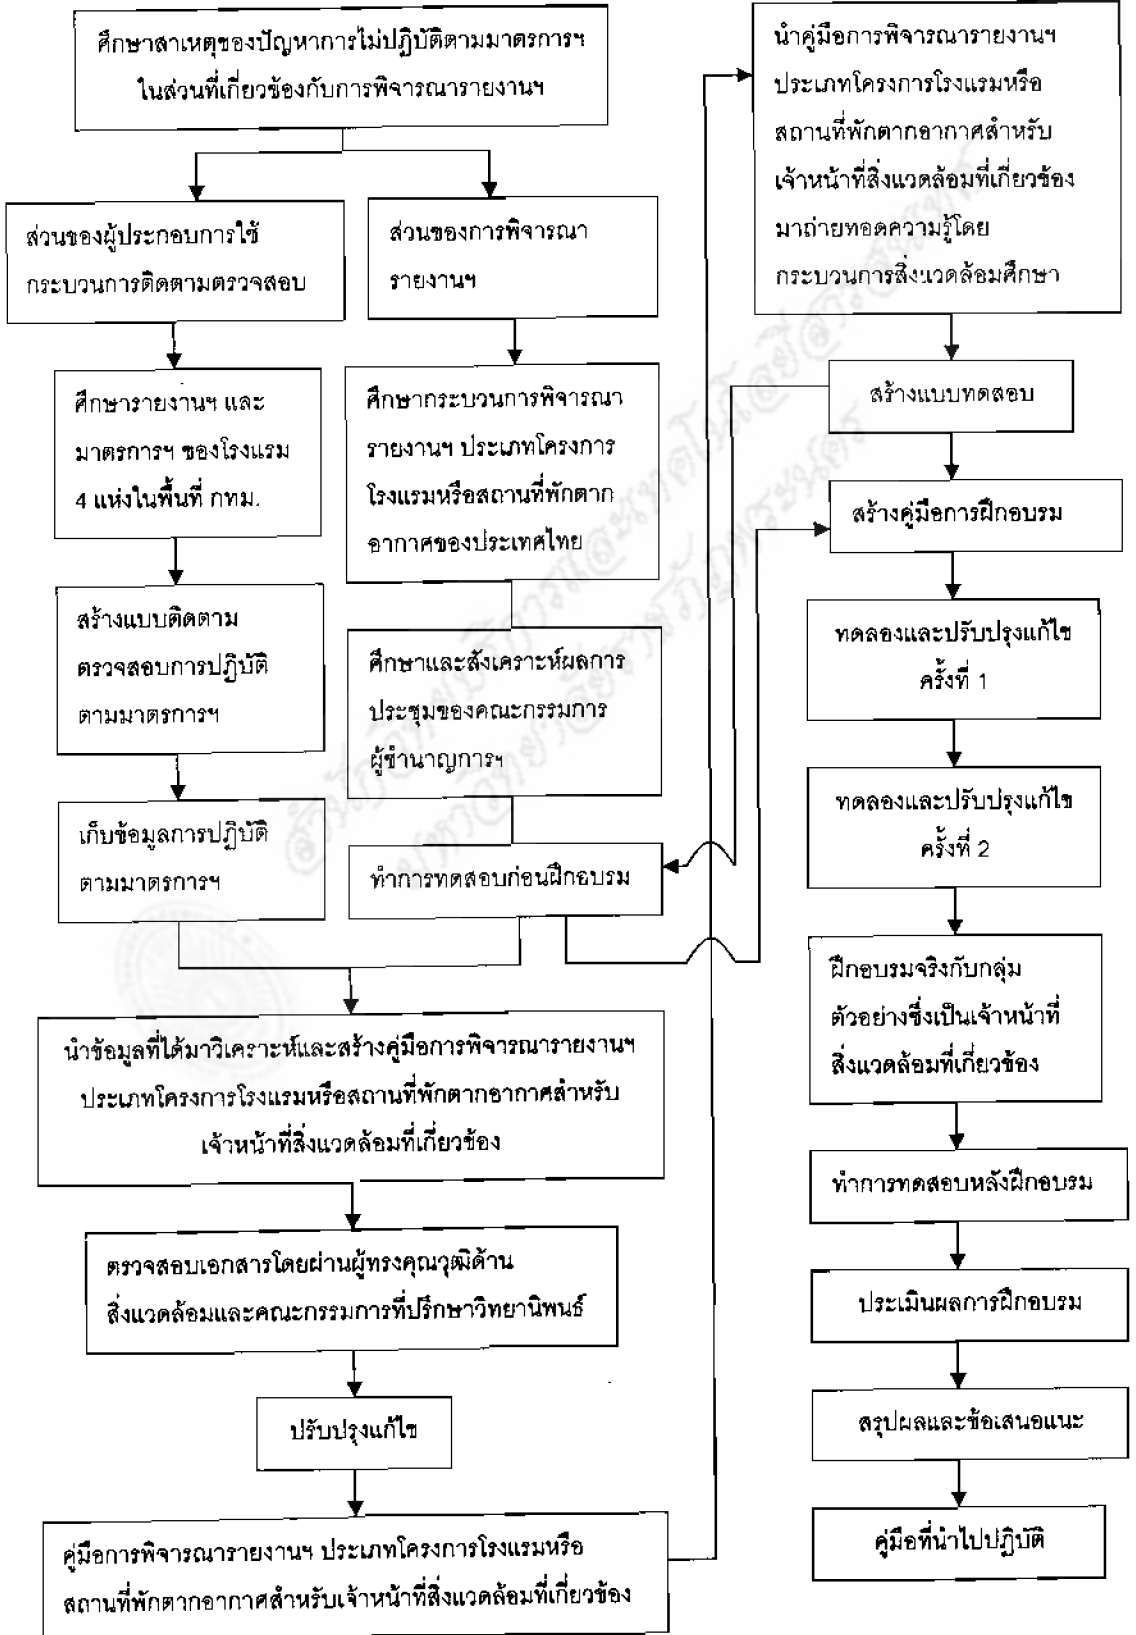 ศึกษาสาเหตุของปัญหาการไม่ปฏิบัติตามมาตรการฯ
ในส่วนที่เกี่ยวข้องกับการพิจารณารายงานฯ
ส่วนของผู้ประกอบการใช้
กระบวนการติดตามตรวจสอบ
ส่วนของการพิจารณา
รายงานฯ
ศึกษารายงานฯ และ
มาตรการฯ ของโรงแรม
4 แห่งในพื้นที่ กทม.
ศึกษากระบวนการพิจารณา
รายงานฯ ประเภทโครงการ
โรงแรมหรือสถานที่พักตาก
อากาศของประเทศไทย
สร้างแบบติดตาม
ตรวจสอบการปฏิบัติ
ตามมาตรการฯ
ศึกษาและสังเคราะห์ผลการ
ประชุมของคณะกรรมการ
ผู้ชำนาญการฯ
เก็บข้อมูลการปฏิบัติ
ตามมาตรการฯ
ทำการทดสอบก่อนฝึกอบรม
นำข้อมูลที่ได้มาวิเคราะห์และสร้างคู่มือการพิจารณารายงานฯ
ประเภทโครงการโรงแรมหรือสถานที่พักตากอากาศสำหรับ
เจ้าหน้าที่สิ่งแวดล้อมที่เกี่ยวข้อง
ตรวจสอบเอกสารโดยผ่านผู้ทรงคุณวุฒิด้าน
สิ่งแวดล้อมและคณะกรรมการที่ปรึกษาวิทยานิพนธ์
ปรับปรุงแก้ไข
คู่มือการพิจารณารายงานฯ ประเภทโครงการโรงแรมหรือ
สถานที่พักตากอากาศสำหรับเจ้าหน้าที่สิ่งแวดล้อมที่เกี่ยวข้อง
นำคู่มือการพิจารณารายงานฯ
ประเภทโครงการโรงแรมหรือ
สถานที่พักตากอากาศสำหรับ
เจ้าหน้าที่สิ่งแวดล้อมที่เกี่ยวข้อง
มาถ่ายทอดความรู้โดย
กระบวนการสิ่งแวดล้อมศึกษา
สร้างแบบทดสอบ
สร้างคู่มือการฝึกอบรม
ทดลองและปรับปรุงแก้ไข
ครั้งที่ 1
ทดลองและปรับปรุงแก้ไข
ครั้งที่ 2
ฝึกอบรมจริงกับกลุ่ม
ตัวอย่างซึ่งเป็นเจ้าหน้าที่
สิ่งแวดล้อมที่เกี่ยวข้อง
ทำการทดสอบหลังฝึกอบรม
ประเมินผลการฝึกอบรม
สรุปผลและข้อเสนอแนะ
คู่มือที่นำไปปฏิบัติ